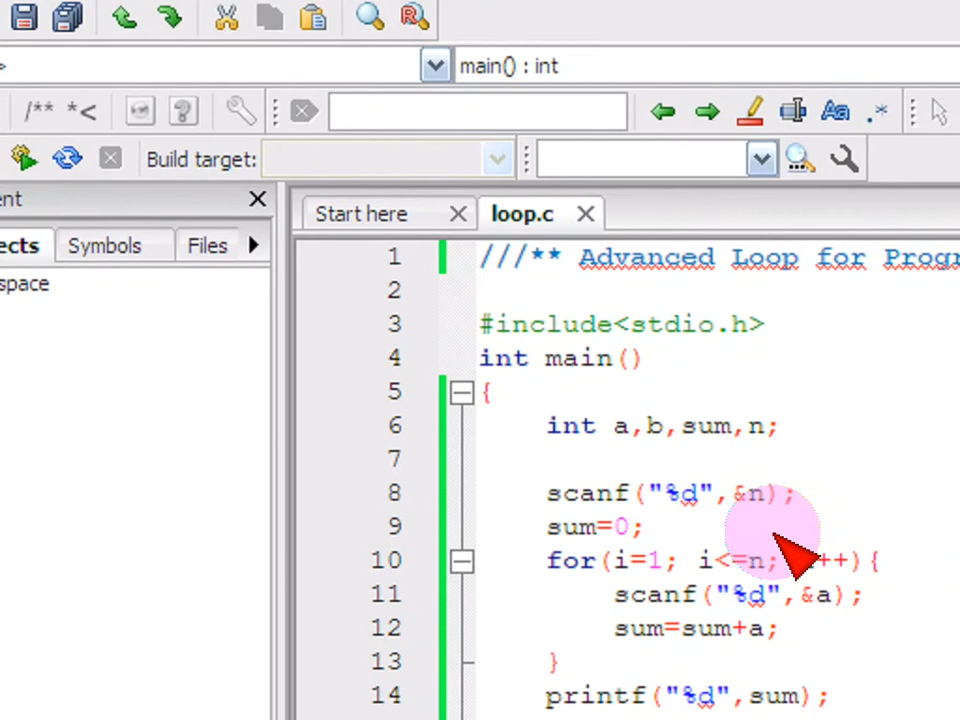 main() : int
/** *<
Aa .*
Build target:
ent
Start here
loop.c
ects
Symbols
Files
space
1 ///** Advanced Loop for Progr
2
3 #include<stdio.h>
4 int main()
5 {
6 int a,b,sum,n;
7
8 scanf("%d",&n);
9 sum=0;
10 for(i=1; i<=n; ++){
11 scanf("%d",&a);
12 sum=sum+a;
13 }
14 printf("%d",sum);